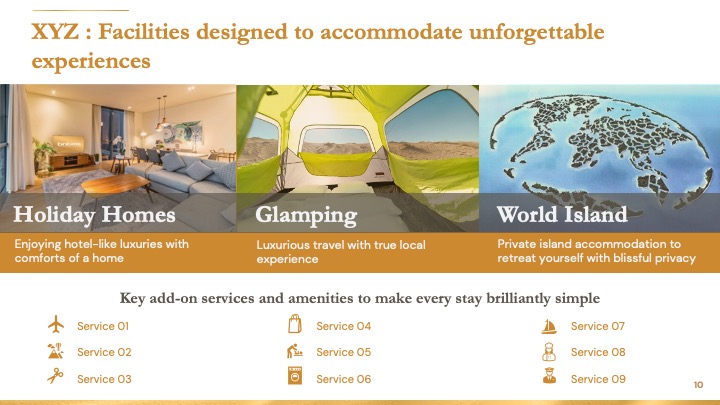 XYZ : Facilities designed to accommodate unforgettable
experiences
Holiday Homes
Glamping
World Island
Enjoying hotel-like luxuries with
comforts of a home
Luxurious travel with true local
experience
Private island accommodation to
retreat yourself with blissful privacy
Key add-on services and amenities to make every stay brilliantly simple
Service 01
Service 02
Service 03
Service 04
Service 05
Service 06
Service 07
Service 08
Service 09
10